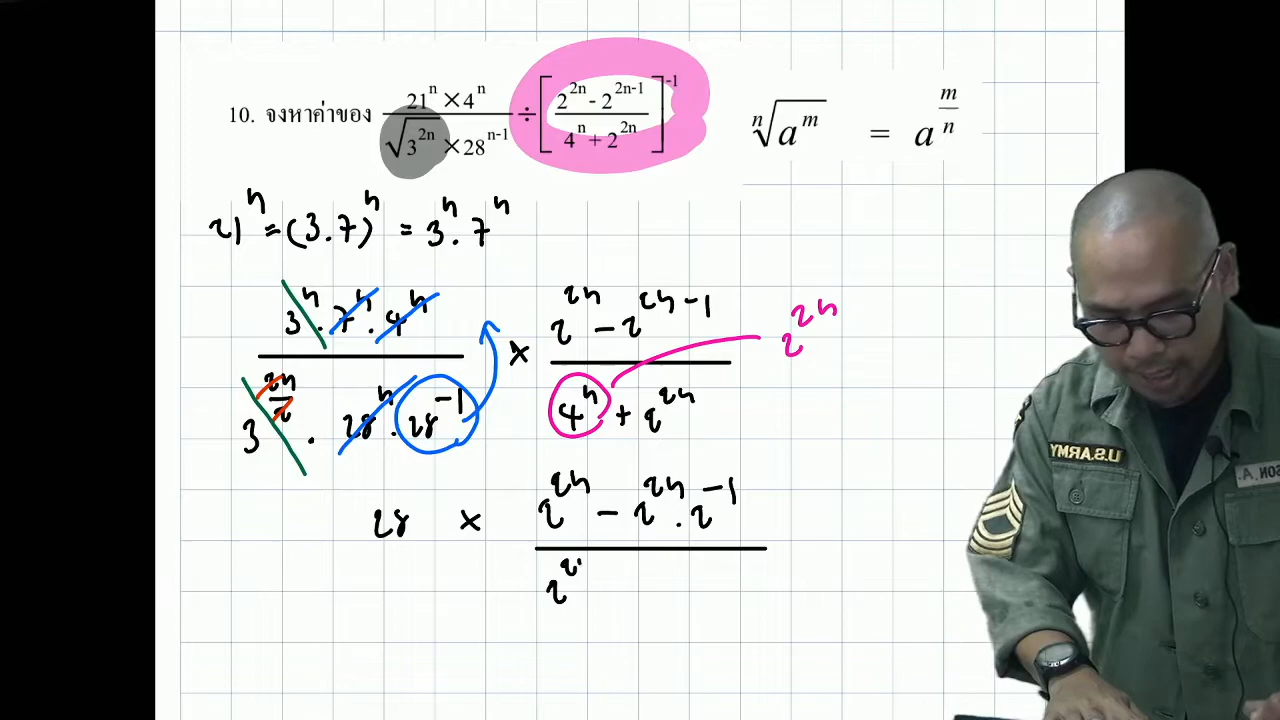 10. จงหาค่าของ (21ⁿ × 4ⁿ)/(√3²ⁿ × 28ⁿ⁻¹) ÷ [(2²ⁿ - 2²ⁿ⁻¹)/(4ⁿ + 2²ⁿ)]⁻¹ ⁿ√aᵐ = a^(m/n)
21ⁿ = (3.7)ⁿ = 3ⁿ.7ⁿ
(3ⁿ.7ⁿ.4ⁿ)/(3^(2n/2) . 28ⁿ.28⁻¹) × (2²ⁿ - 2²ⁿ⁻¹)/(4ⁿ + 2²ⁿ) 2²ⁿ
28 × (2²ⁿ - 2²ⁿ.2⁻¹)/2²
U.S.ARMY
SON.A.